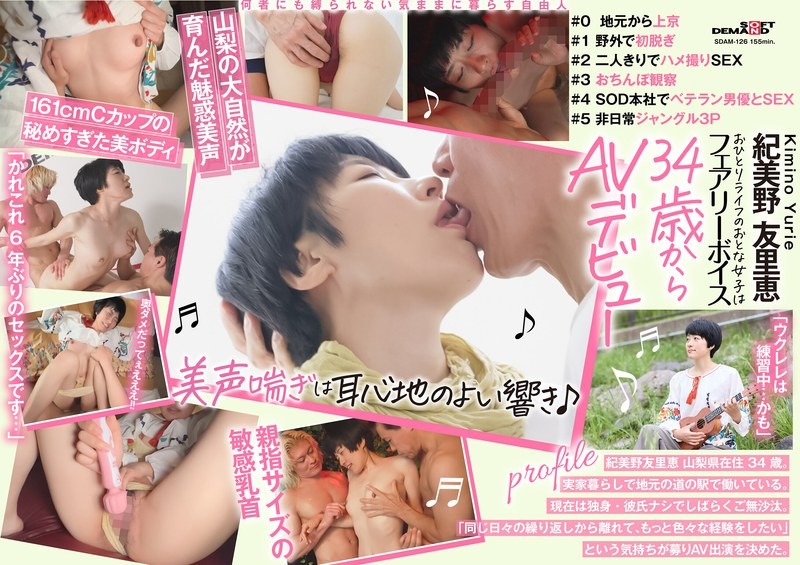 何者にも縛られない気ままに暮らす自由人
山梨の大自然が
育んだ魅惑美声
161cmCカップの
秘めすぎた美ボディ
#0 地元から上京
#1 野外で初脱ぎ
#2 二人きりでハメ撮りSEX
#3 おちんぽ観察
#4 SOD本社でベテラン男優とSEX
#5 非日常ジャングル3P
SOFT
DEMAND
SDAM-126 155min.
Kimino Yurie
紀美野 友里恵
おひとりライフのおとな女子は
フェアリーボイス
34歳から
AVデビュー
「かれこれ6年ぶりのセックスです…」
奥ダメだってぇえええ!!
美声喘ぎは耳心地のよい響き♪
「ウクレレは
練習中…かも」
親指サイズの
敏感乳首
profile
紀美野友里恵 山梨県在住 34歳。
実家暮らしで地元の道の駅で働いている。
現在は独身・彼氏ナシでしばらくご無沙汰。
「同じ日々の繰り返しから離れて、もっと色々な経験をしたい」
という気持ちが募りAV出演を決めた。